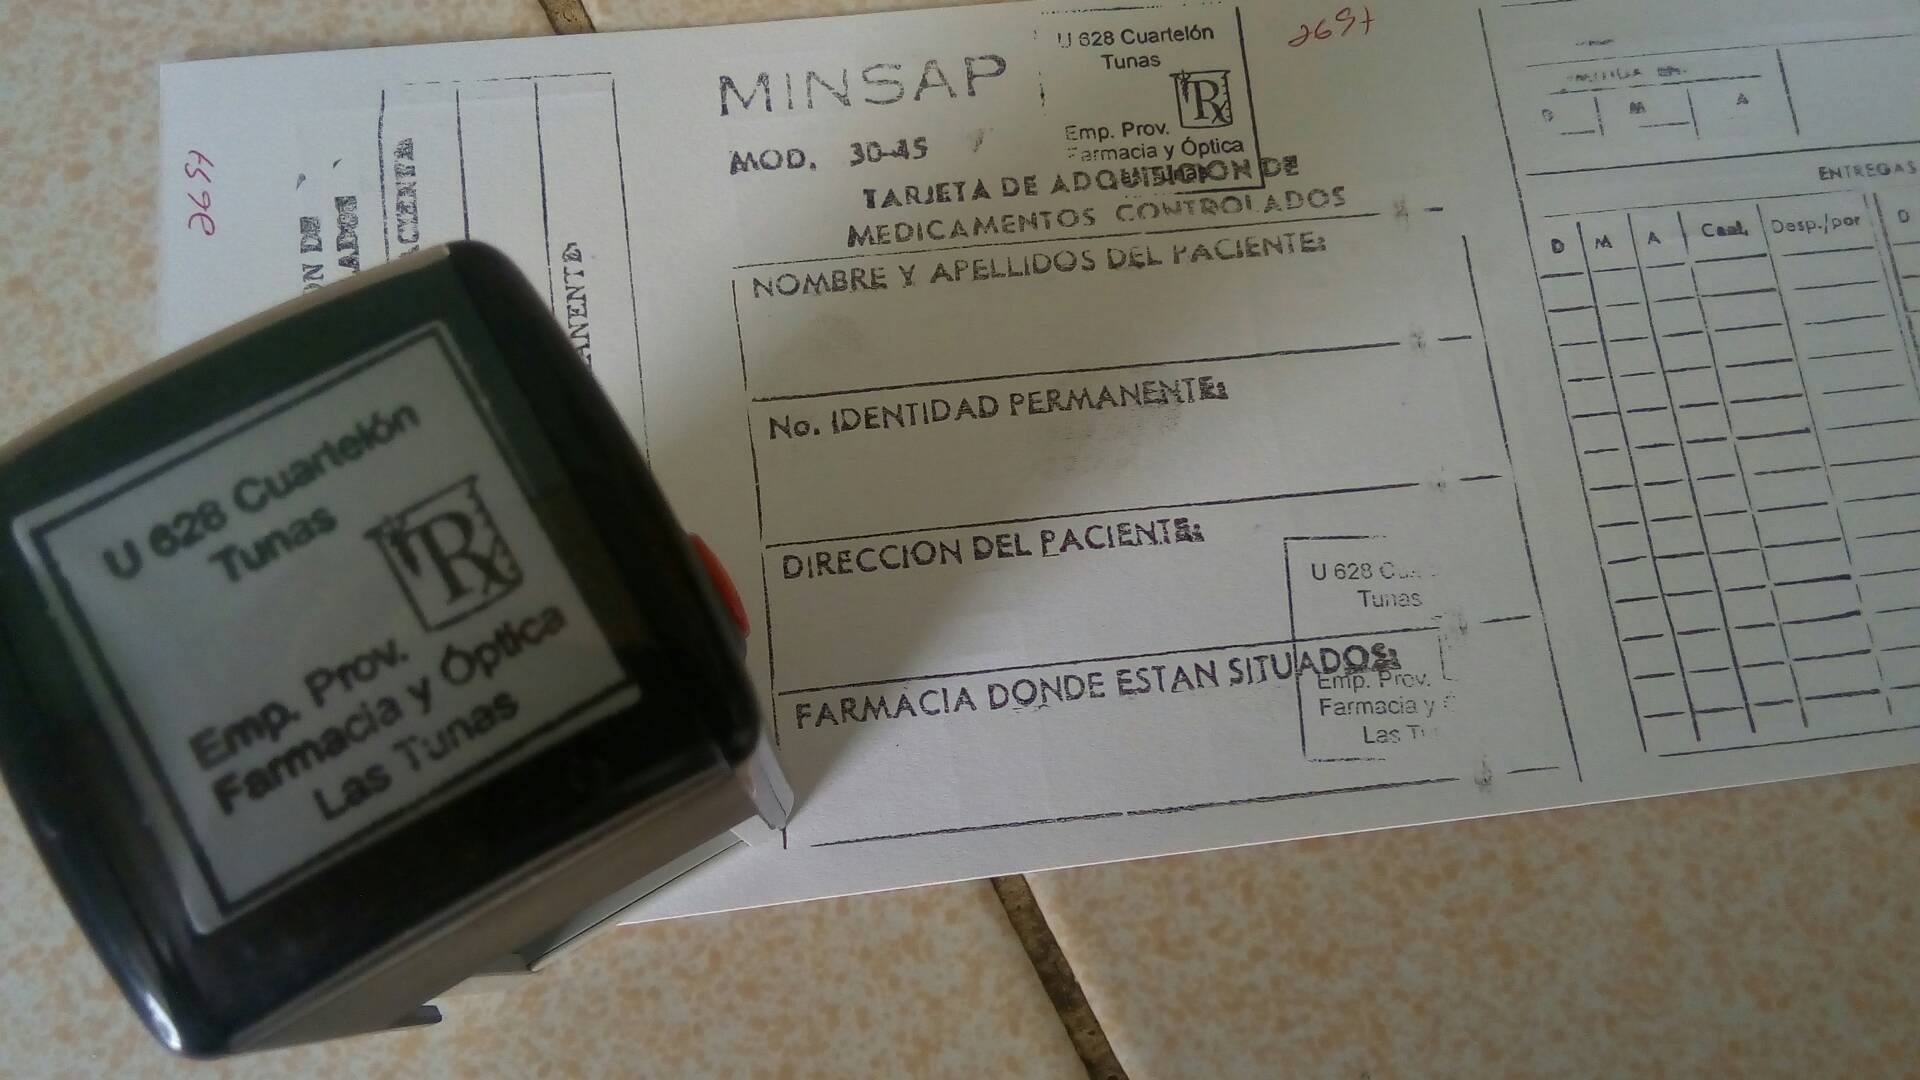 U 628 Cuartelón
Tunas
Rx
Emp. Prov.
Farmacia y Óptica
Las Tunas
MINSAP
MOD. 30-45
U 628 Cuartelón
Tunas
Rx
Emp. Prov.
Farmacia y Óptica
TARJETA DE ADQUISICION DE
MEDICAMENTOS CONTROLADOS
NOMBRE Y APELLIDOS DEL PACIENTE:
No. IDENTIDAD PERMANENTE:
DIRECCION DEL PACIENTE:
FARMACIA DONDE ESTAN SITUADOS:
U 628
Tunas
Emp. Prov.
Farmacia y
Las
D M A
ENTREGAS
D M A Cant. Desp./por D